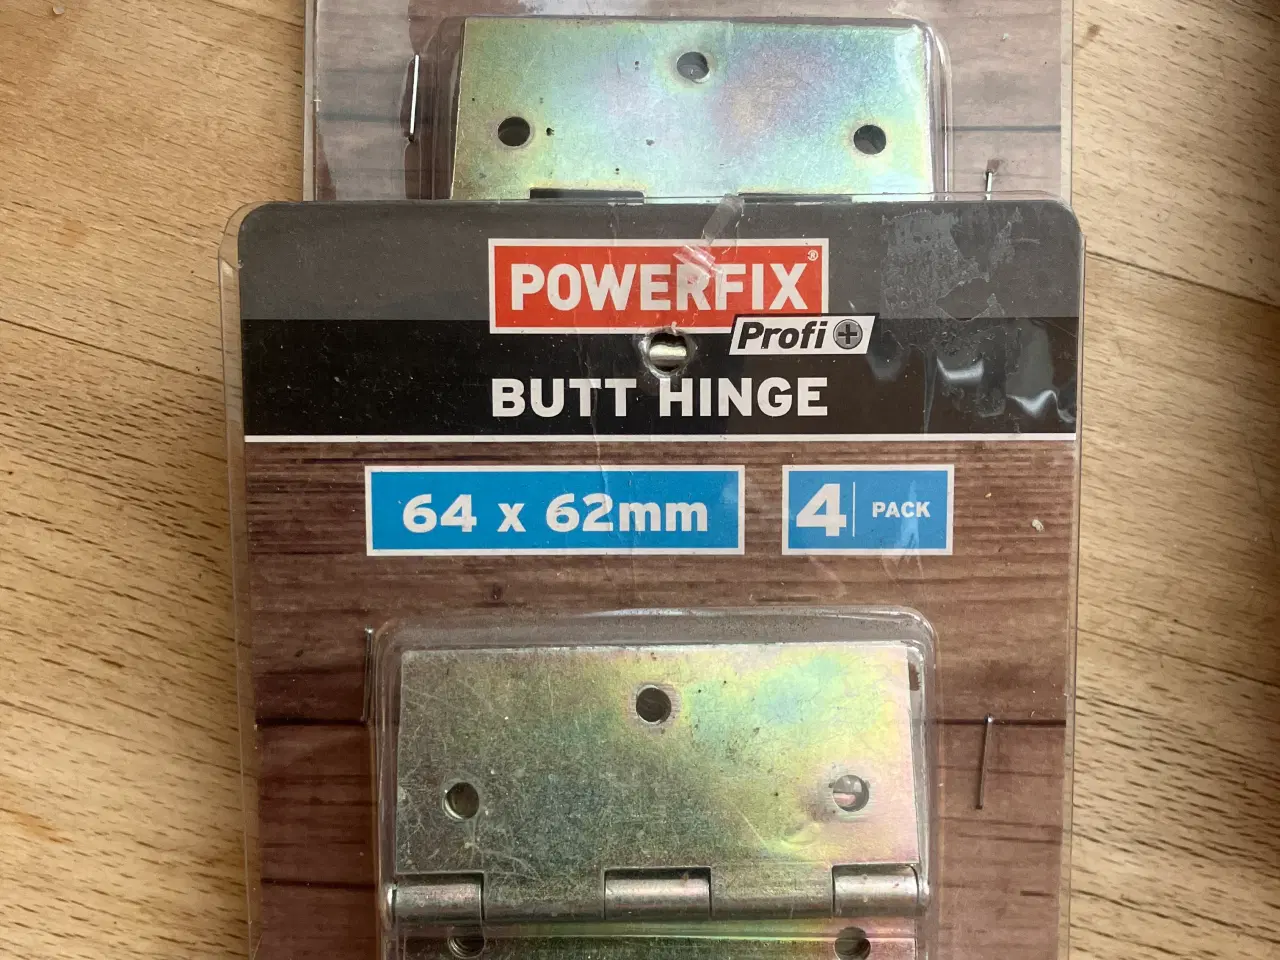 POWERFIX®
Profi+
BUTT HINGE
64 x 62mm
4 PACK